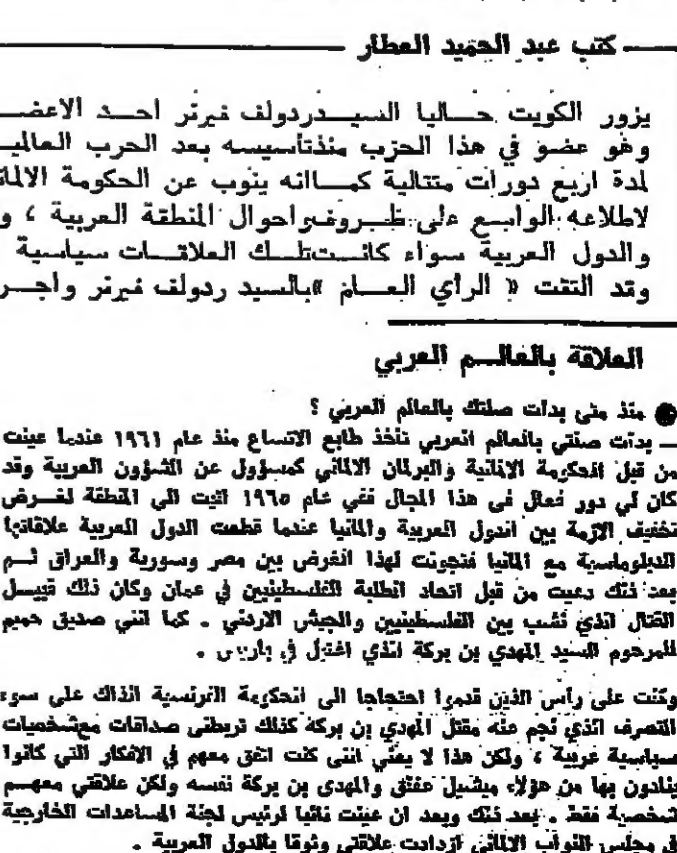 كتب عبد الحميد العطار
يزور الكويت حاليا السيد ردولف فيرنر احد الاعضـ
وهو عضو في هذا الحزب منذ تأسيسه بعد الحرب العالميـ
لمدة اربع دورات متتالية كما انه ينوب عن الحكومة الالمانـ
لاطلاعه الواسع على ظروف واحوال المنطقة العربية ، و
والدول العربية سواء كانت تلك العلاقات سياسية
وقد التقت « الرأي العام » بالسيد ردولف فيرنر واجر
العلاقة بالعالم العربي
● منذ متى بدات صلتك بالعالم العربي ؟
ـ بدات صلتي بالعالم العربي تأخذ طابع الاتساع منذ عام ١٩٦١ عندما عينت
من قبل الحكومة الالمانية والبرلمان الالماني كمسؤول عن الشؤون العربية وقد
كان لي دور فعال في هذا المجال ففي عام ١٩٦٥ اتيت الى المنطقة لغرض
تخفيف الازمة بين الدول العربية والمانيا عندما قطعت الدول العربية علاقاتها
الدبلوماسية مع المانيا فتجولت لهذا الغرض بين مصر وسورية والعراق ثم
بعد ذلك دعيت من قبل اتحاد الطلبة الفلسطينيين في عمان وكان ذلك قبيل
القتال الذي نشب بين الفلسطينيين والجيش الاردني . كما انني صديق حميم
للمرحوم السيد المهدي بن بركة الذي اغتيل في باريس .
وكنت على رأس الذين قدموا احتجاجا الى الحكومة الفرنسية انذاك على سوء
التصرف الذي نجم عنه مقتل المهدي بن بركة كذلك تربطني صداقات مع شخصيات
سياسية عربية ، ولكن هذا لا يعني انني كنت اتفق معهم في الافكار التي كانوا
ينادون بها من هؤلاء ميشيل عفلق والمهدي بن بركة نفسه ولكن علاقتي معهم
شخصية فقط . بعد ذلك وبعد ان عينت نائبا لرئيس لجنة المساعدات الخارجية
في مجلس النواب الالماني ازدادت علاقتي وثوقا بالدول العربية .